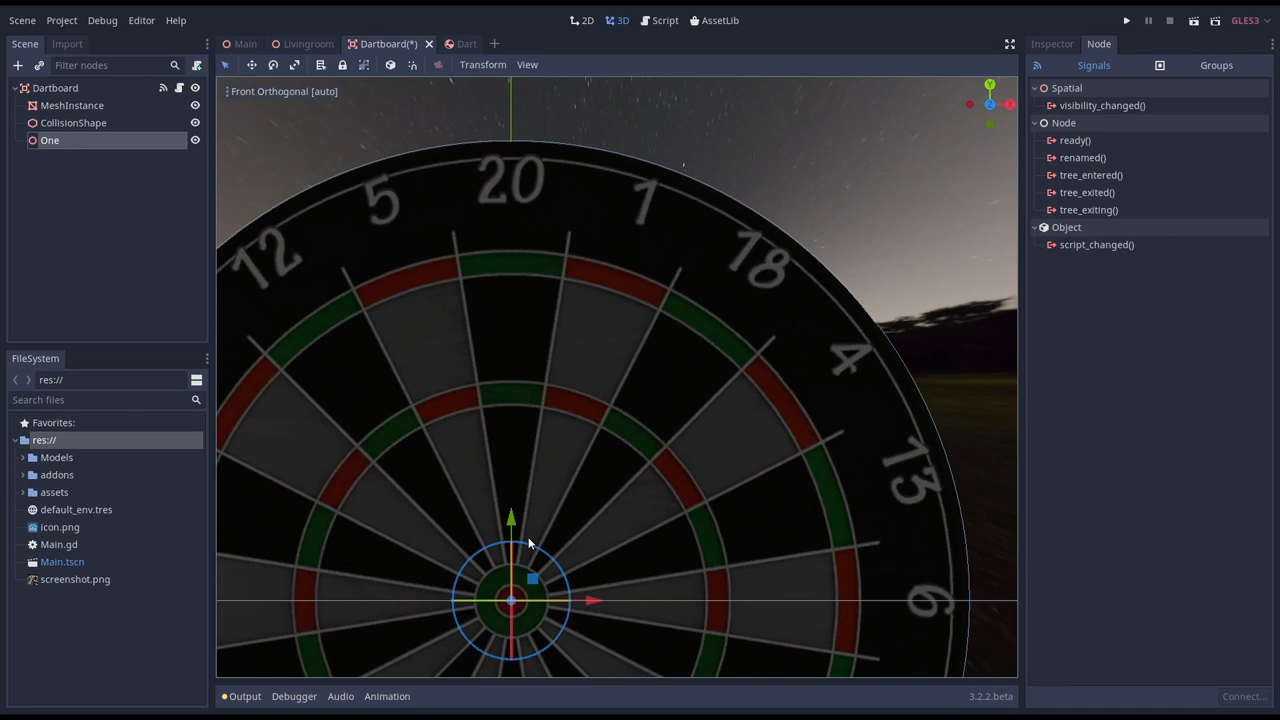 Scene Project Debug Editor Help
2D 3D Script AssetLib
GLES3
Scene Import
Main Livingroom Dartboard(*) Dart
Inspector Node
Filter nodes
Transform View
Signals Groups
Dartboard
MeshInstance
CollisionShape
One
Front Orthogonal [auto]
Y
Z X
Spatial
visibility_changed()
Node
ready()
renamed()
tree_entered()
tree_exited()
tree_exiting()
Object
script_changed()
12 5 20 1 18 4 13 6
FileSystem
res://
Search files
Favorites:
res://
Models
addons
assets
default_env.tres
icon.png
Main.gd
Main.tscn
screenshot.png
Output Debugger Audio Animation
3.2.2.beta
Connect...